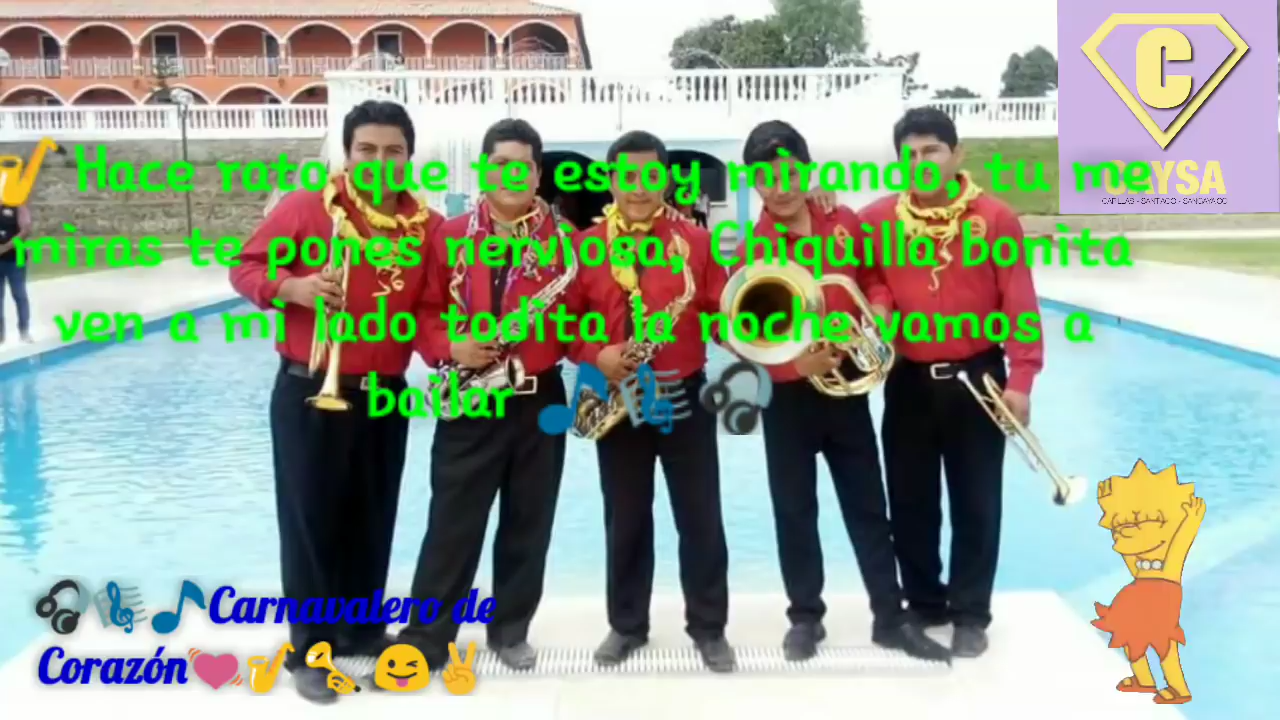 🎷 Hace rato que te estoy mirando, tu me
miras te pones nerviosa, Chiquilla bonita
ven a mi lado todita la noche vamos a
bailar 🎵🎼🎧
C
CAYSA
🎧🎼🎵Carnavalero de
Corazón💓🎷🎺😜✌